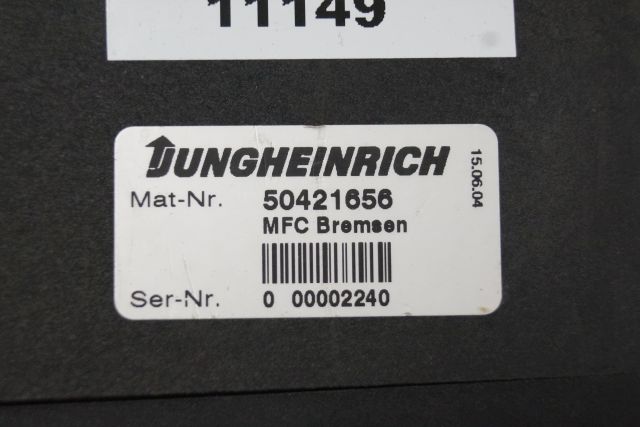 11149
JUNGHEINRICH
15.06.04
Mat-Nr. 50421656
MFC Bremsen
Ser-Nr. 0 00002240